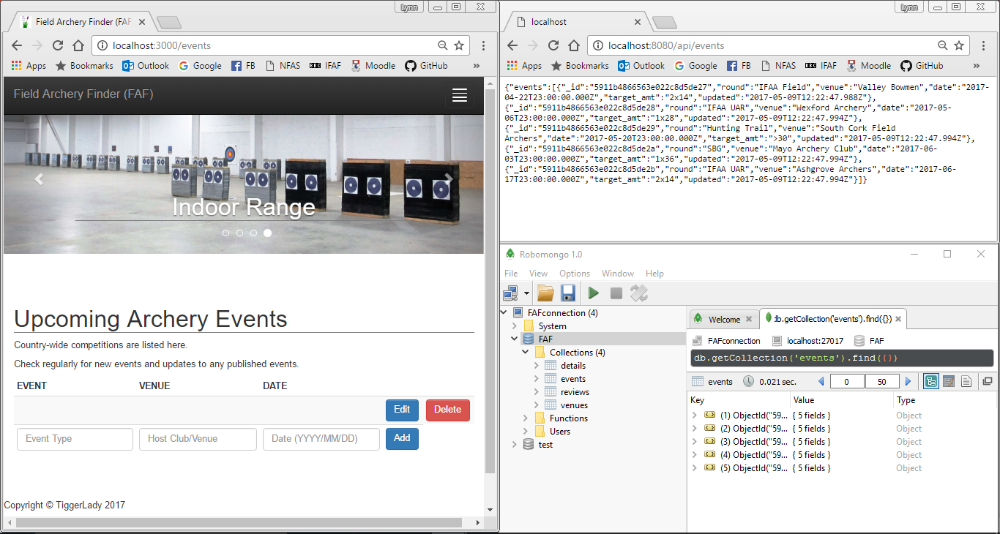 Lynn
Field Archery Finder (FAF
localhost:3000/events
Apps Bookmarks Outlook Google FB NFAS IFAF Moodle GitHub »
Field Archery Finder (FAF)
Indoor Range
Upcoming Archery Events
Country-wide competitions are listed here.
Check regularly for new events and updates to any published events.
EVENT VENUE DATE
Edit Delete
Event Type Host Club/Venue Date (YYYY/MM/DD) Add
Copyright © TiggerLady 2017
Lynn
localhost
localhost:8080/api/events
Apps Bookmarks Outlook Google FB NFAS IFAF Moodle GitHub »
{"events":[{"_id":"5911b4866563e022c8d5de27","round":"IFAA Field","venue":"Valley Bowmen","date":"2017-
04-22T23:00:00.000Z","target_amt":"2x14","updated":"2017-05-09T12:22:47.988Z"},
{"_id":"5911b4866563e022c8d5de28","round":"IFAA UAR","venue":"Wexford Archery","date":"2017-05-
06T23:00:00.000Z","target_amt":"1x28","updated":"2017-05-09T12:22:47.994Z"},
{"_id":"5911b4866563e022c8d5de29","round":"Hunting Trail","venue":"South Cork Field
Archers","date":"2017-05-20T23:00:00.000Z","target_amt":">30","updated":"2017-05-09T12:22:47.994Z"},
{"_id":"5911b4866563e022c8d5de2a","round":"SBG","venue":"Mayo Archery Club","date":"2017-06-
03T23:00:00.000Z","target_amt":"1x36","updated":"2017-05-09T12:22:47.994Z"},
{"_id":"5911b4866563e022c8d5de2b","round":"IFAA UAR","venue":"Ashgrove Archers","date":"2017-06-
17T23:00:00.000Z","target_amt":"2x14","updated":"2017-05-09T12:22:47.994Z"}]}
Robomongo 1.0
File View Options Window Help
FAFconnection (4)
System
FAF
Collections (4)
details
events
reviews
venues
Functions
Users
test
Welcome db.getCollection('events').find({})
FAFconnection localhost:27017 FAF
db.getCollection('events').find({})
events 0.021 sec. 0 50
Key Value Type
(1) ObjectId("59... { 5 fields } Object
(2) ObjectId("59... { 5 fields } Object
(3) ObjectId("59... { 5 fields } Object
(4) ObjectId("59... { 5 fields } Object
(5) ObjectId("59... { 5 fields } Object